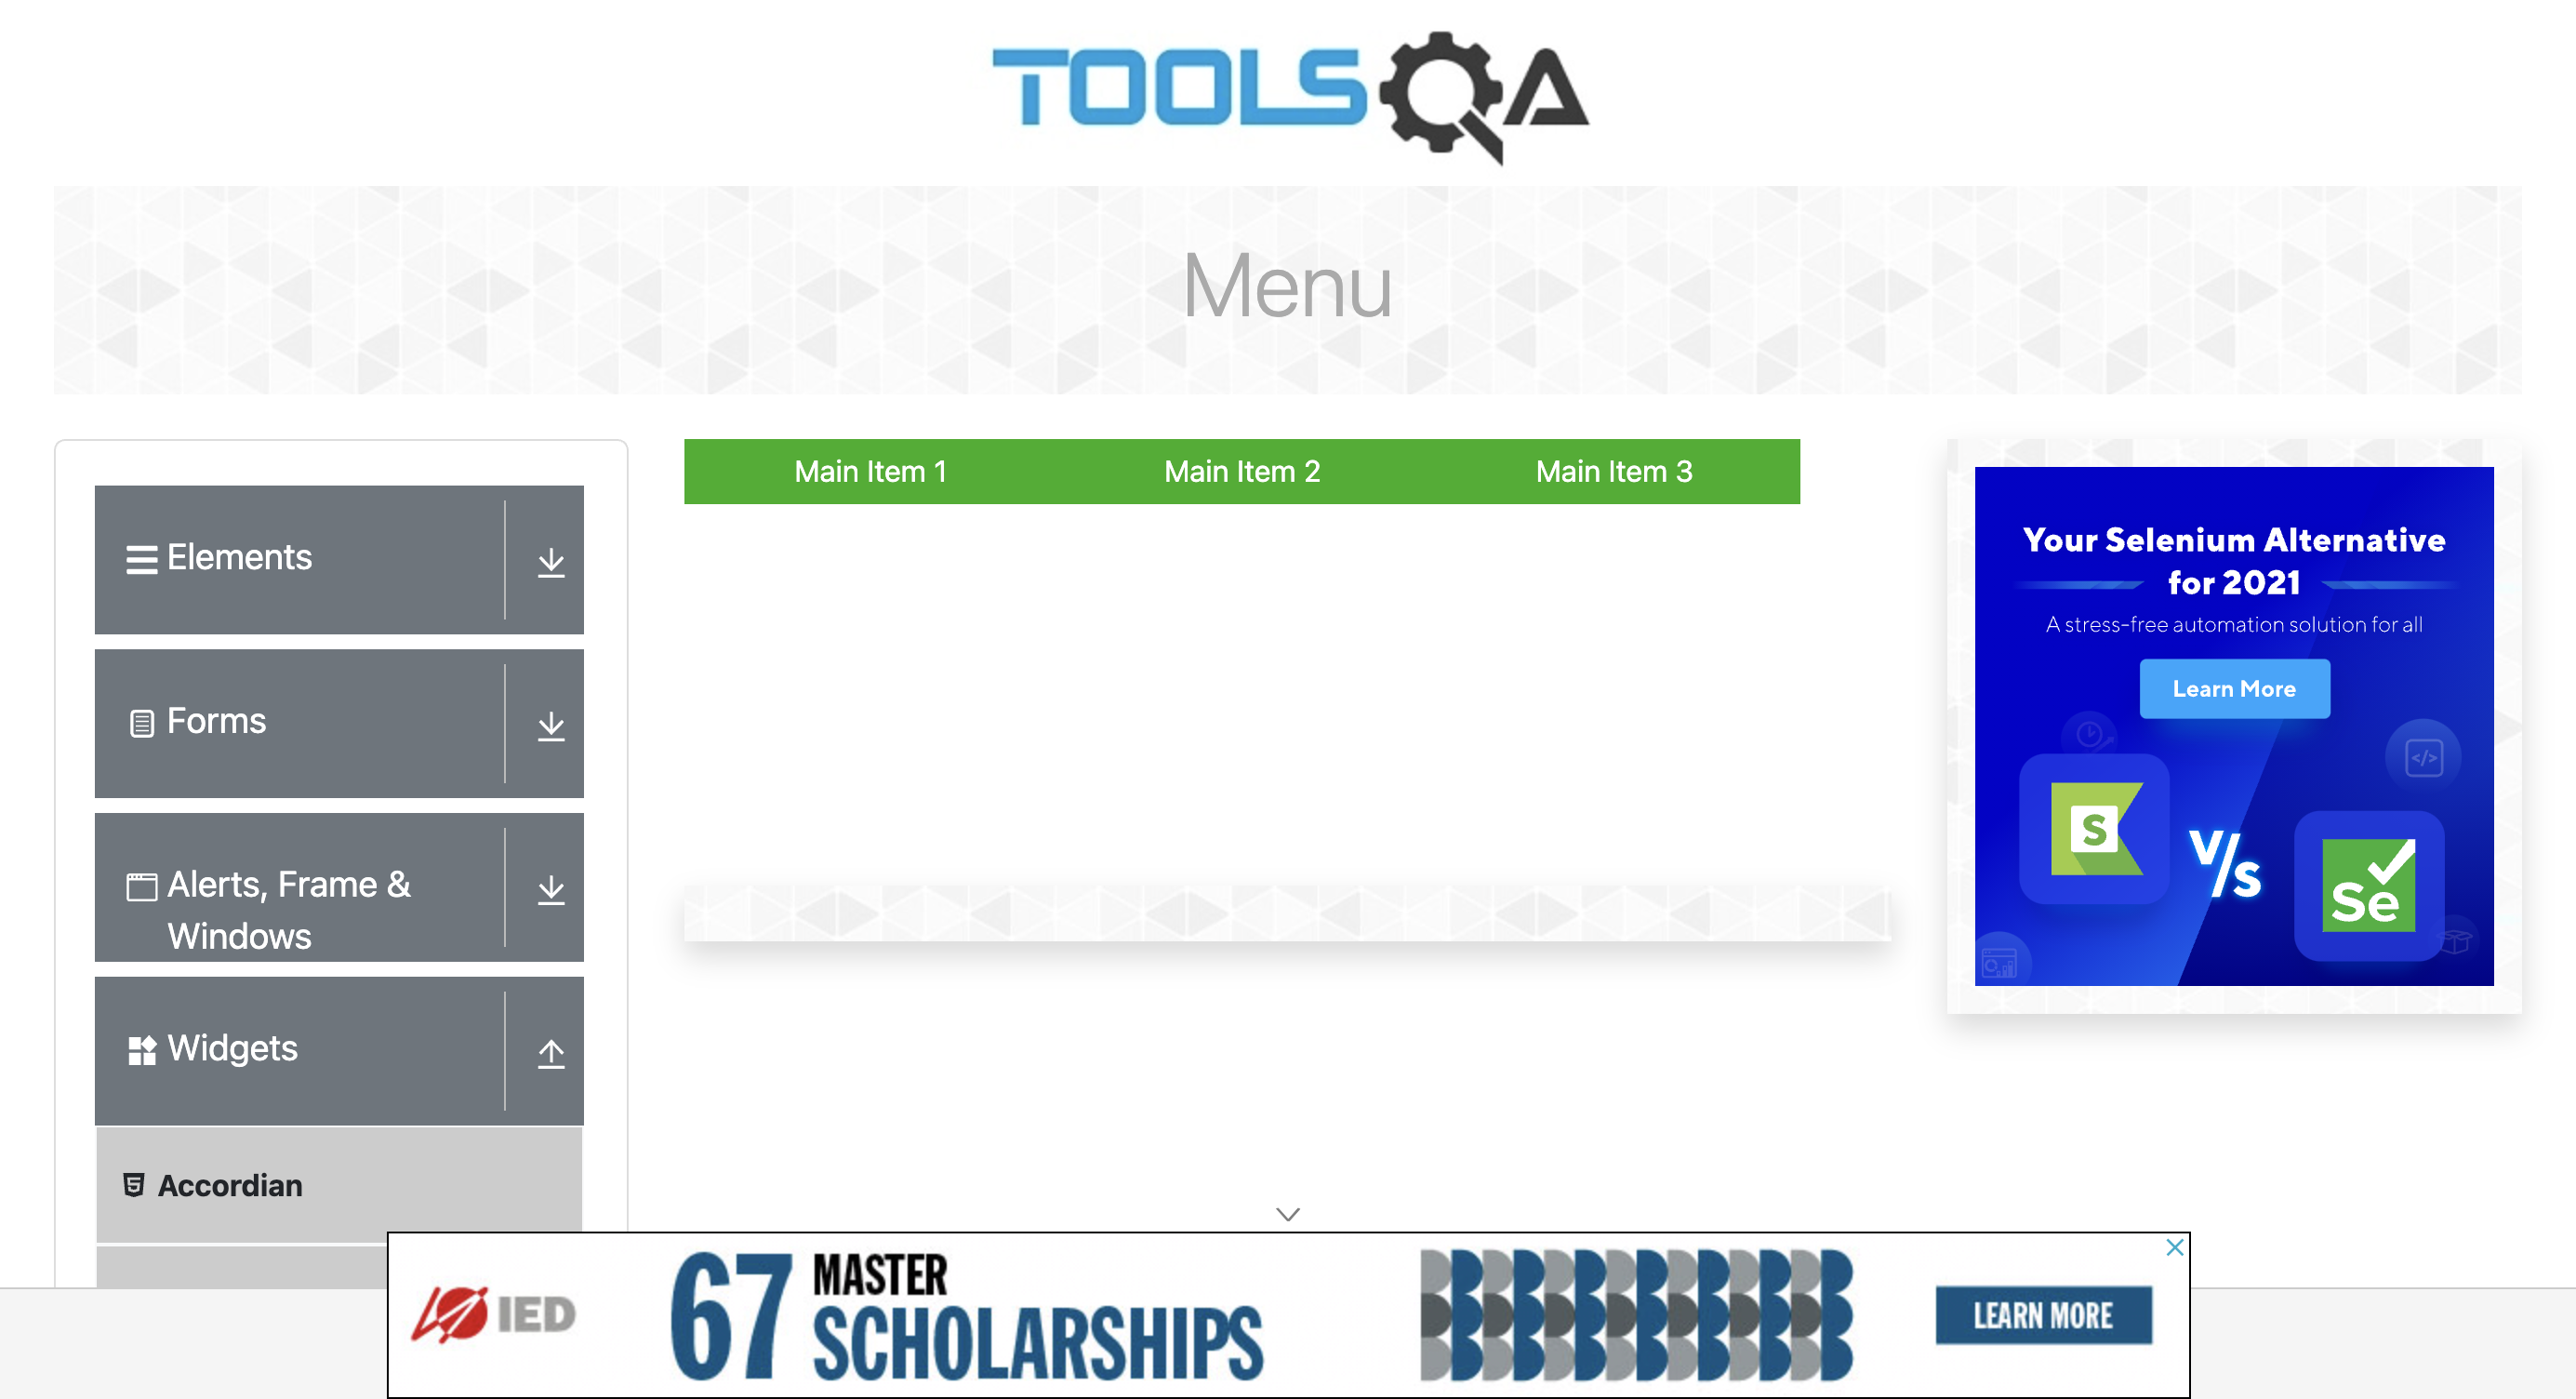 TOOLSQA
Menu
Main Item 1
Main Item 2
Main Item 3
Elements
Forms
Alerts, Frame &
Windows
Widgets
Accordian
Your Selenium Alternative
for 2021
A stress-free automation solution for all
Learn More
</>
S
V/s
Se
IED
67
MASTER
SCHOLARSHIPS
LEARN MORE